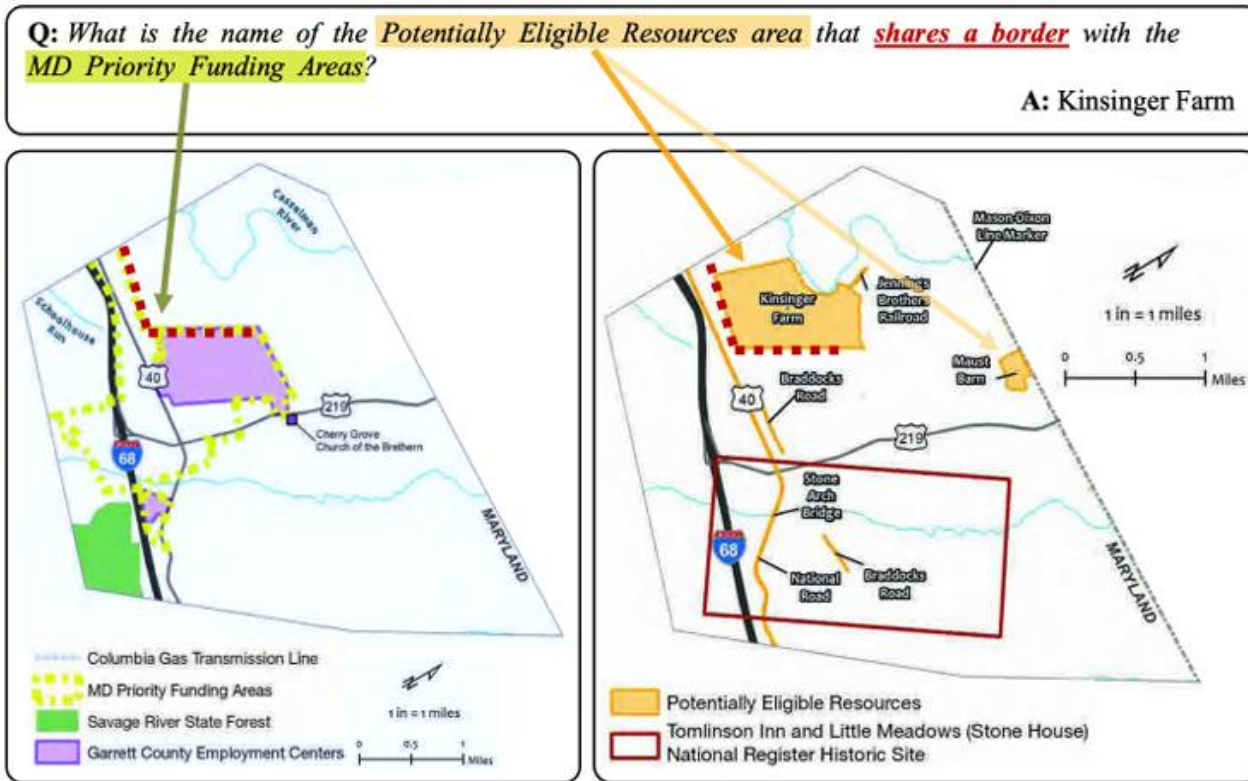 Q: What is the name of the Potentially Eligible Resources area that shares a border with the
MD Priority Funding Areas?
A: Kinsinger Farm
Casselman
River
Schoolhouse
Run
40
219
Cherry Grove
Church of the Brethern
68
MARYLAND
Columbia Gas Transmission Line
MD Priority Funding Areas
Savage River State Forest
Garrett County Employment Centers
1 in = 1 miles
0 .5 1
Miles
Mason-Dixon
Line Marker
Kinsinger
Farm
Jennings
Brothers
Railroad
1 in = 1 miles
0 0.5 1
Miles
Maust
Barn
Braddocks
Road
40
219
Stone
Arch
Bridge
68
National
Road
Braddocks
Road
MARYLAND
Potentially Eligible Resources
Tomlinson Inn and Little Meadows (Stone House)
National Register Historic Site